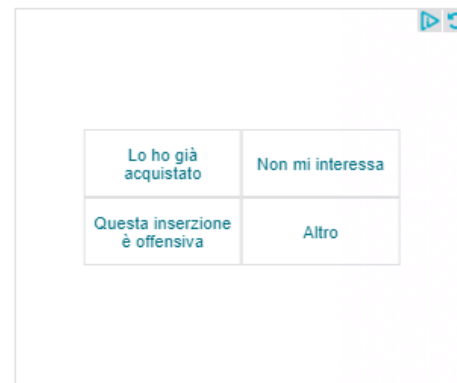 Lo ho già
acquistato
Non mi interessa
Questa inserzione
è offensiva
Altro